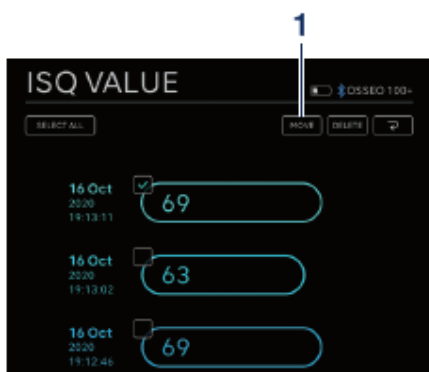 1
ISQ VALUE
OSSEO 100+
SELECT ALL MOVE DELETE
16 Oct
2020
19:13:11
69
16 Oct
2020
19:13:02
63
16 Oct
2020
19:12:46
69